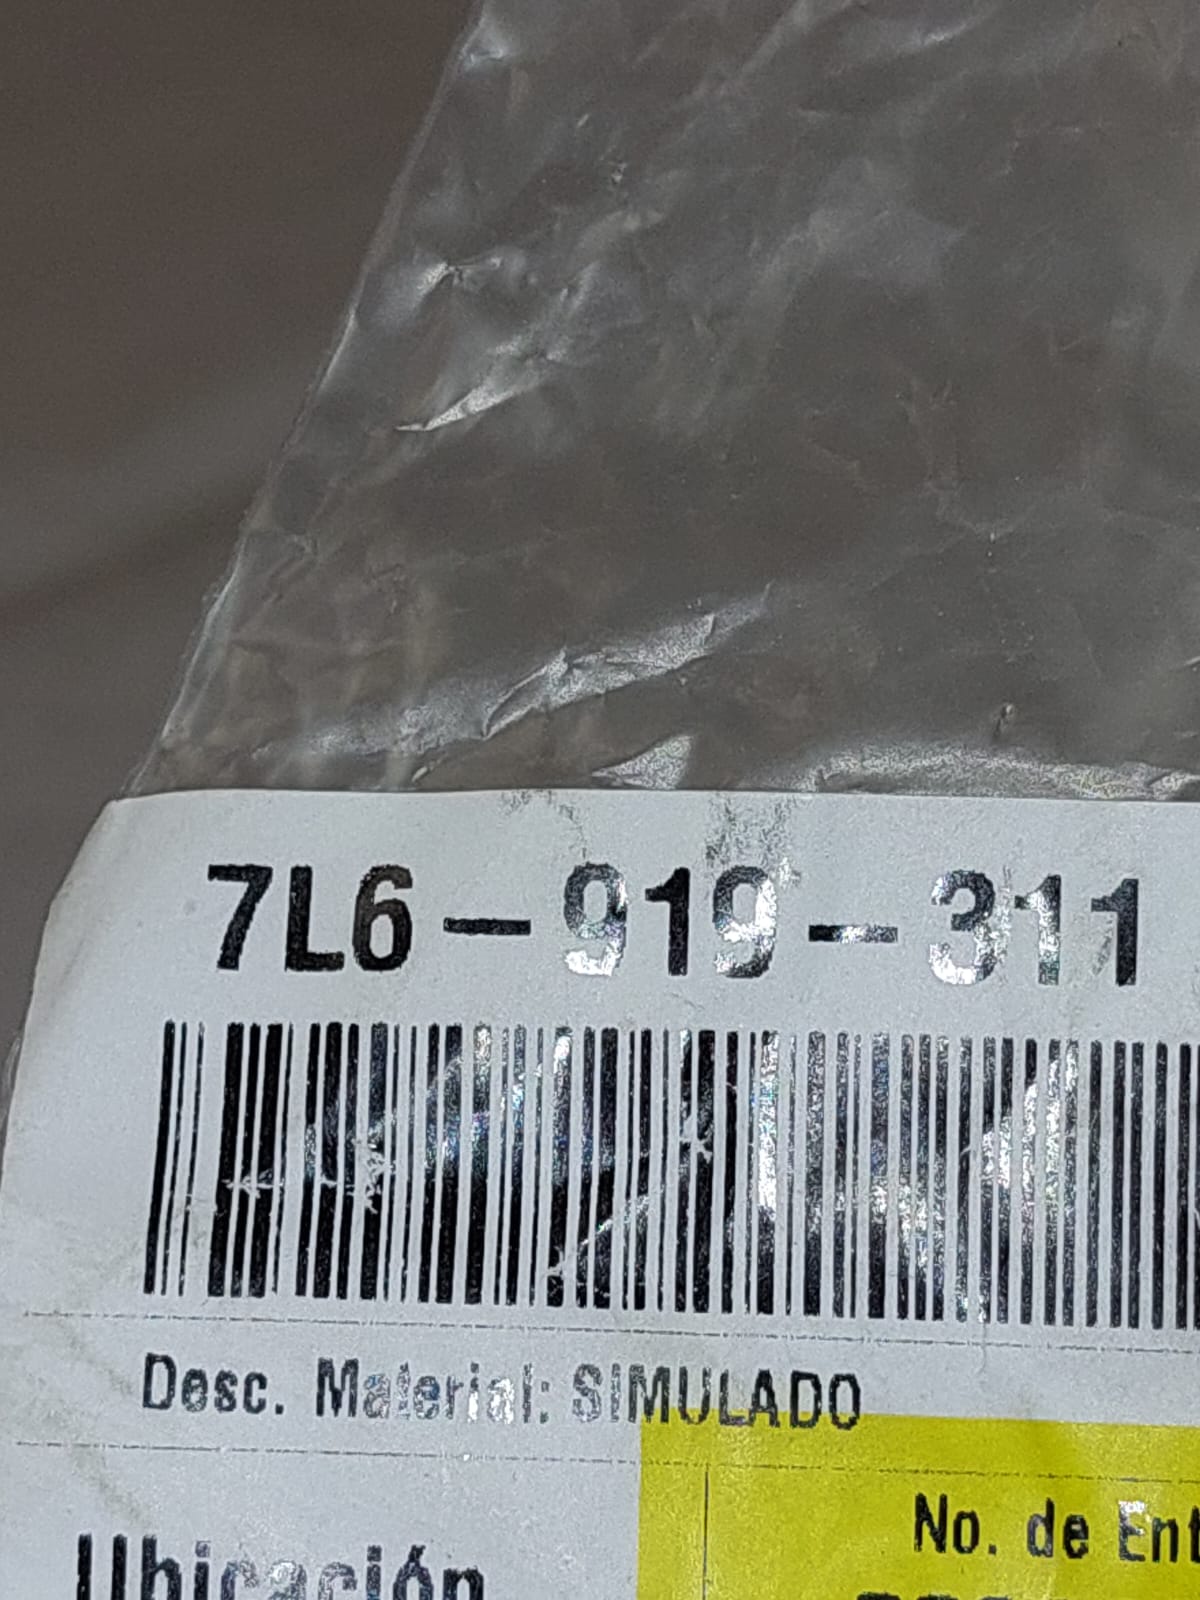 7L6-919-311
Desc. Material: SIMULADO
No. de Ent
Ubicación